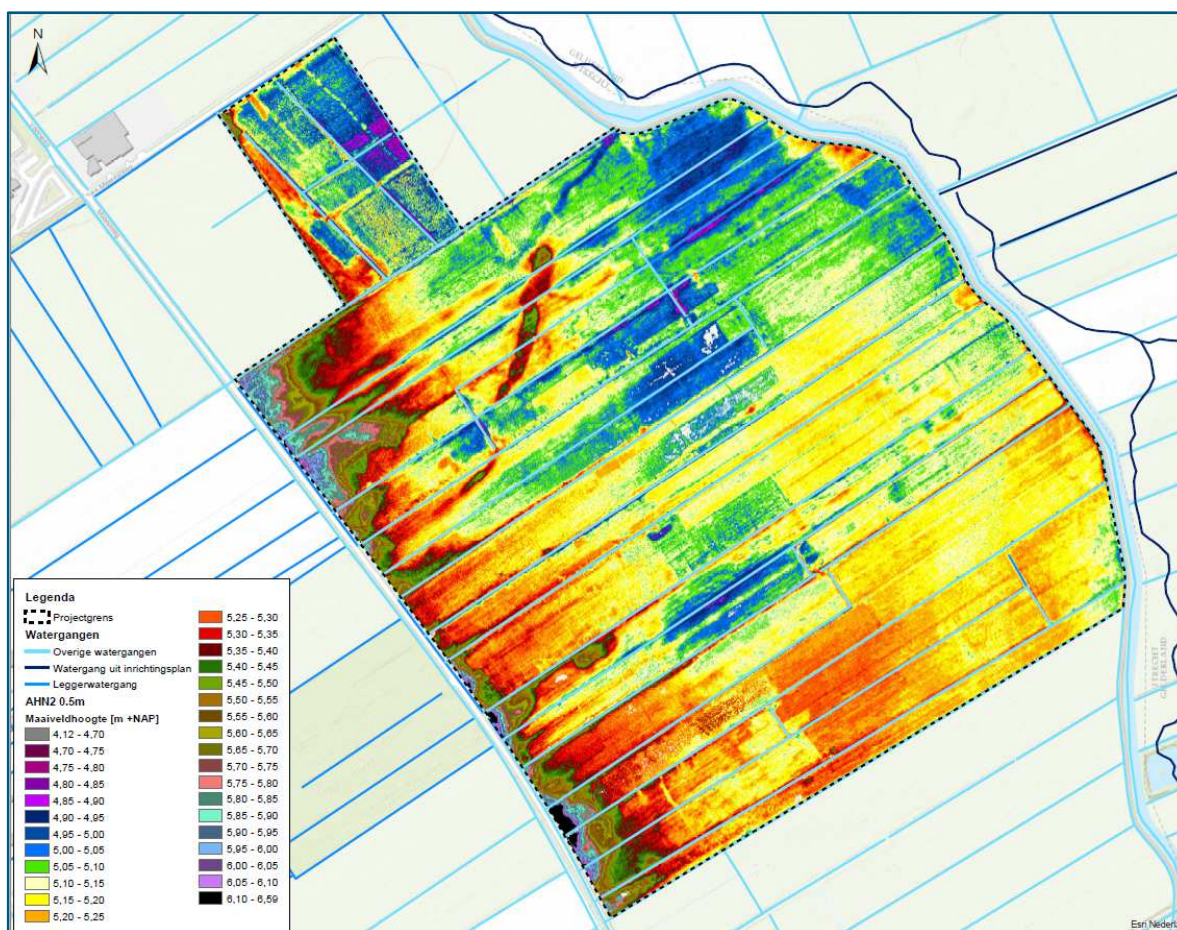 N
GELDERLAND
UTRECHT
UTRECHT
GELDERLAND
Legenda
Projectgrens
Watergangen
Overige watergangen
Watergang uit inrichtingsplan
Leggerwatergang
AHN2 0.5m
Maaiveldhoogte [m +NAP]
4,12 - 4,70
4,70 - 4,75
4,75 - 4,80
4,80 - 4,85
4,85 - 4,90
4,90 - 4,95
4,95 - 5,00
5,00 - 5,05
5,05 - 5,10
5,10 - 5,15
5,15 - 5,20
5,20 - 5,25
5,25 - 5,30
5,30 - 5,35
5,35 - 5,40
5,40 - 5,45
5,45 - 5,50
5,50 - 5,55
5,55 - 5,60
5,60 - 5,65
5,65 - 5,70
5,70 - 5,75
5,75 - 5,80
5,80 - 5,85
5,85 - 5,90
5,90 - 5,95
5,95 - 6,00
6,00 - 6,05
6,05 - 6,10
6,10 - 6,59
Esri Nederl